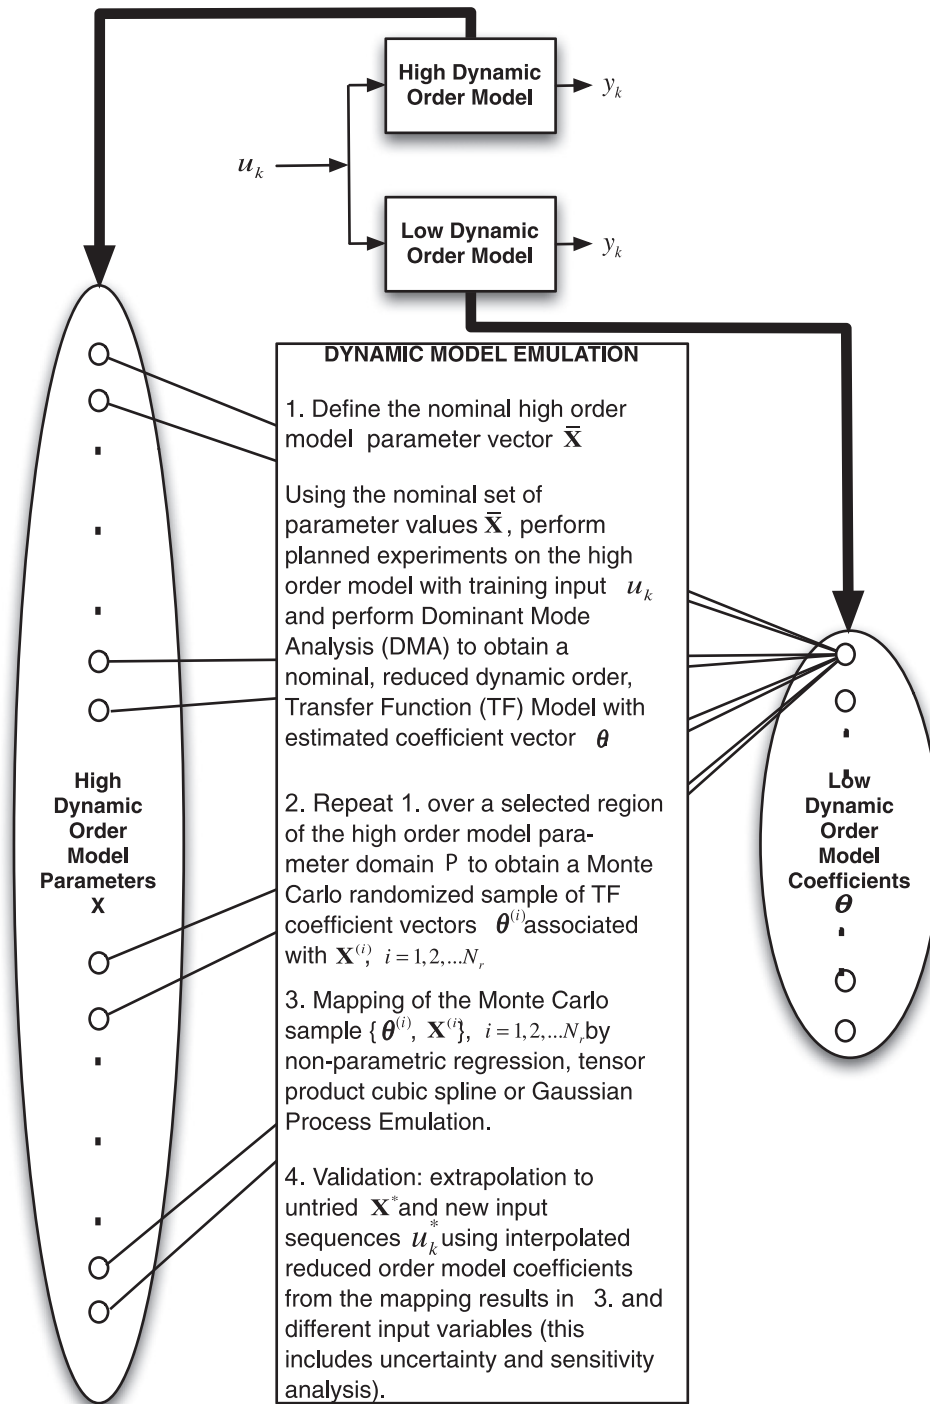 High Dynamic
Order Model
y_k
u_k
Low Dynamic
Order Model
y_k
DYNAMIC MODEL EMULATION
1. Define the nominal high order
model parameter vector X̄
Using the nominal set of
parameter values X̄, perform
planned experiments on the high
order model with training input u_k
and perform Dominant Mode
Analysis (DMA) to obtain a
nominal, reduced dynamic order,
Transfer Function (TF) Model with
estimated coefficient vector θ
2. Repeat 1. over a selected region
of the high order model para-
meter domain P to obtain a Monte
Carlo randomized sample of TF
coefficient vectors θ^(i) associated
with X^(i), i = 1,2,...N_r
3. Mapping of the Monte Carlo
sample {θ^(i), X^(i)}, i = 1,2,...N_r by
non-parametric regression, tensor
product cubic spline or Gaussian
Process Emulation.
4. Validation: extrapolation to
untried X* and new input
sequences u_k^* using interpolated
reduced order model coefficients
from the mapping results in 3. and
different input variables (this
includes uncertainty and sensitivity
analysis).
High
Dynamic
Order
Model
Parameters
X
Low
Dynamic
Order
Model
Coefficients
θ